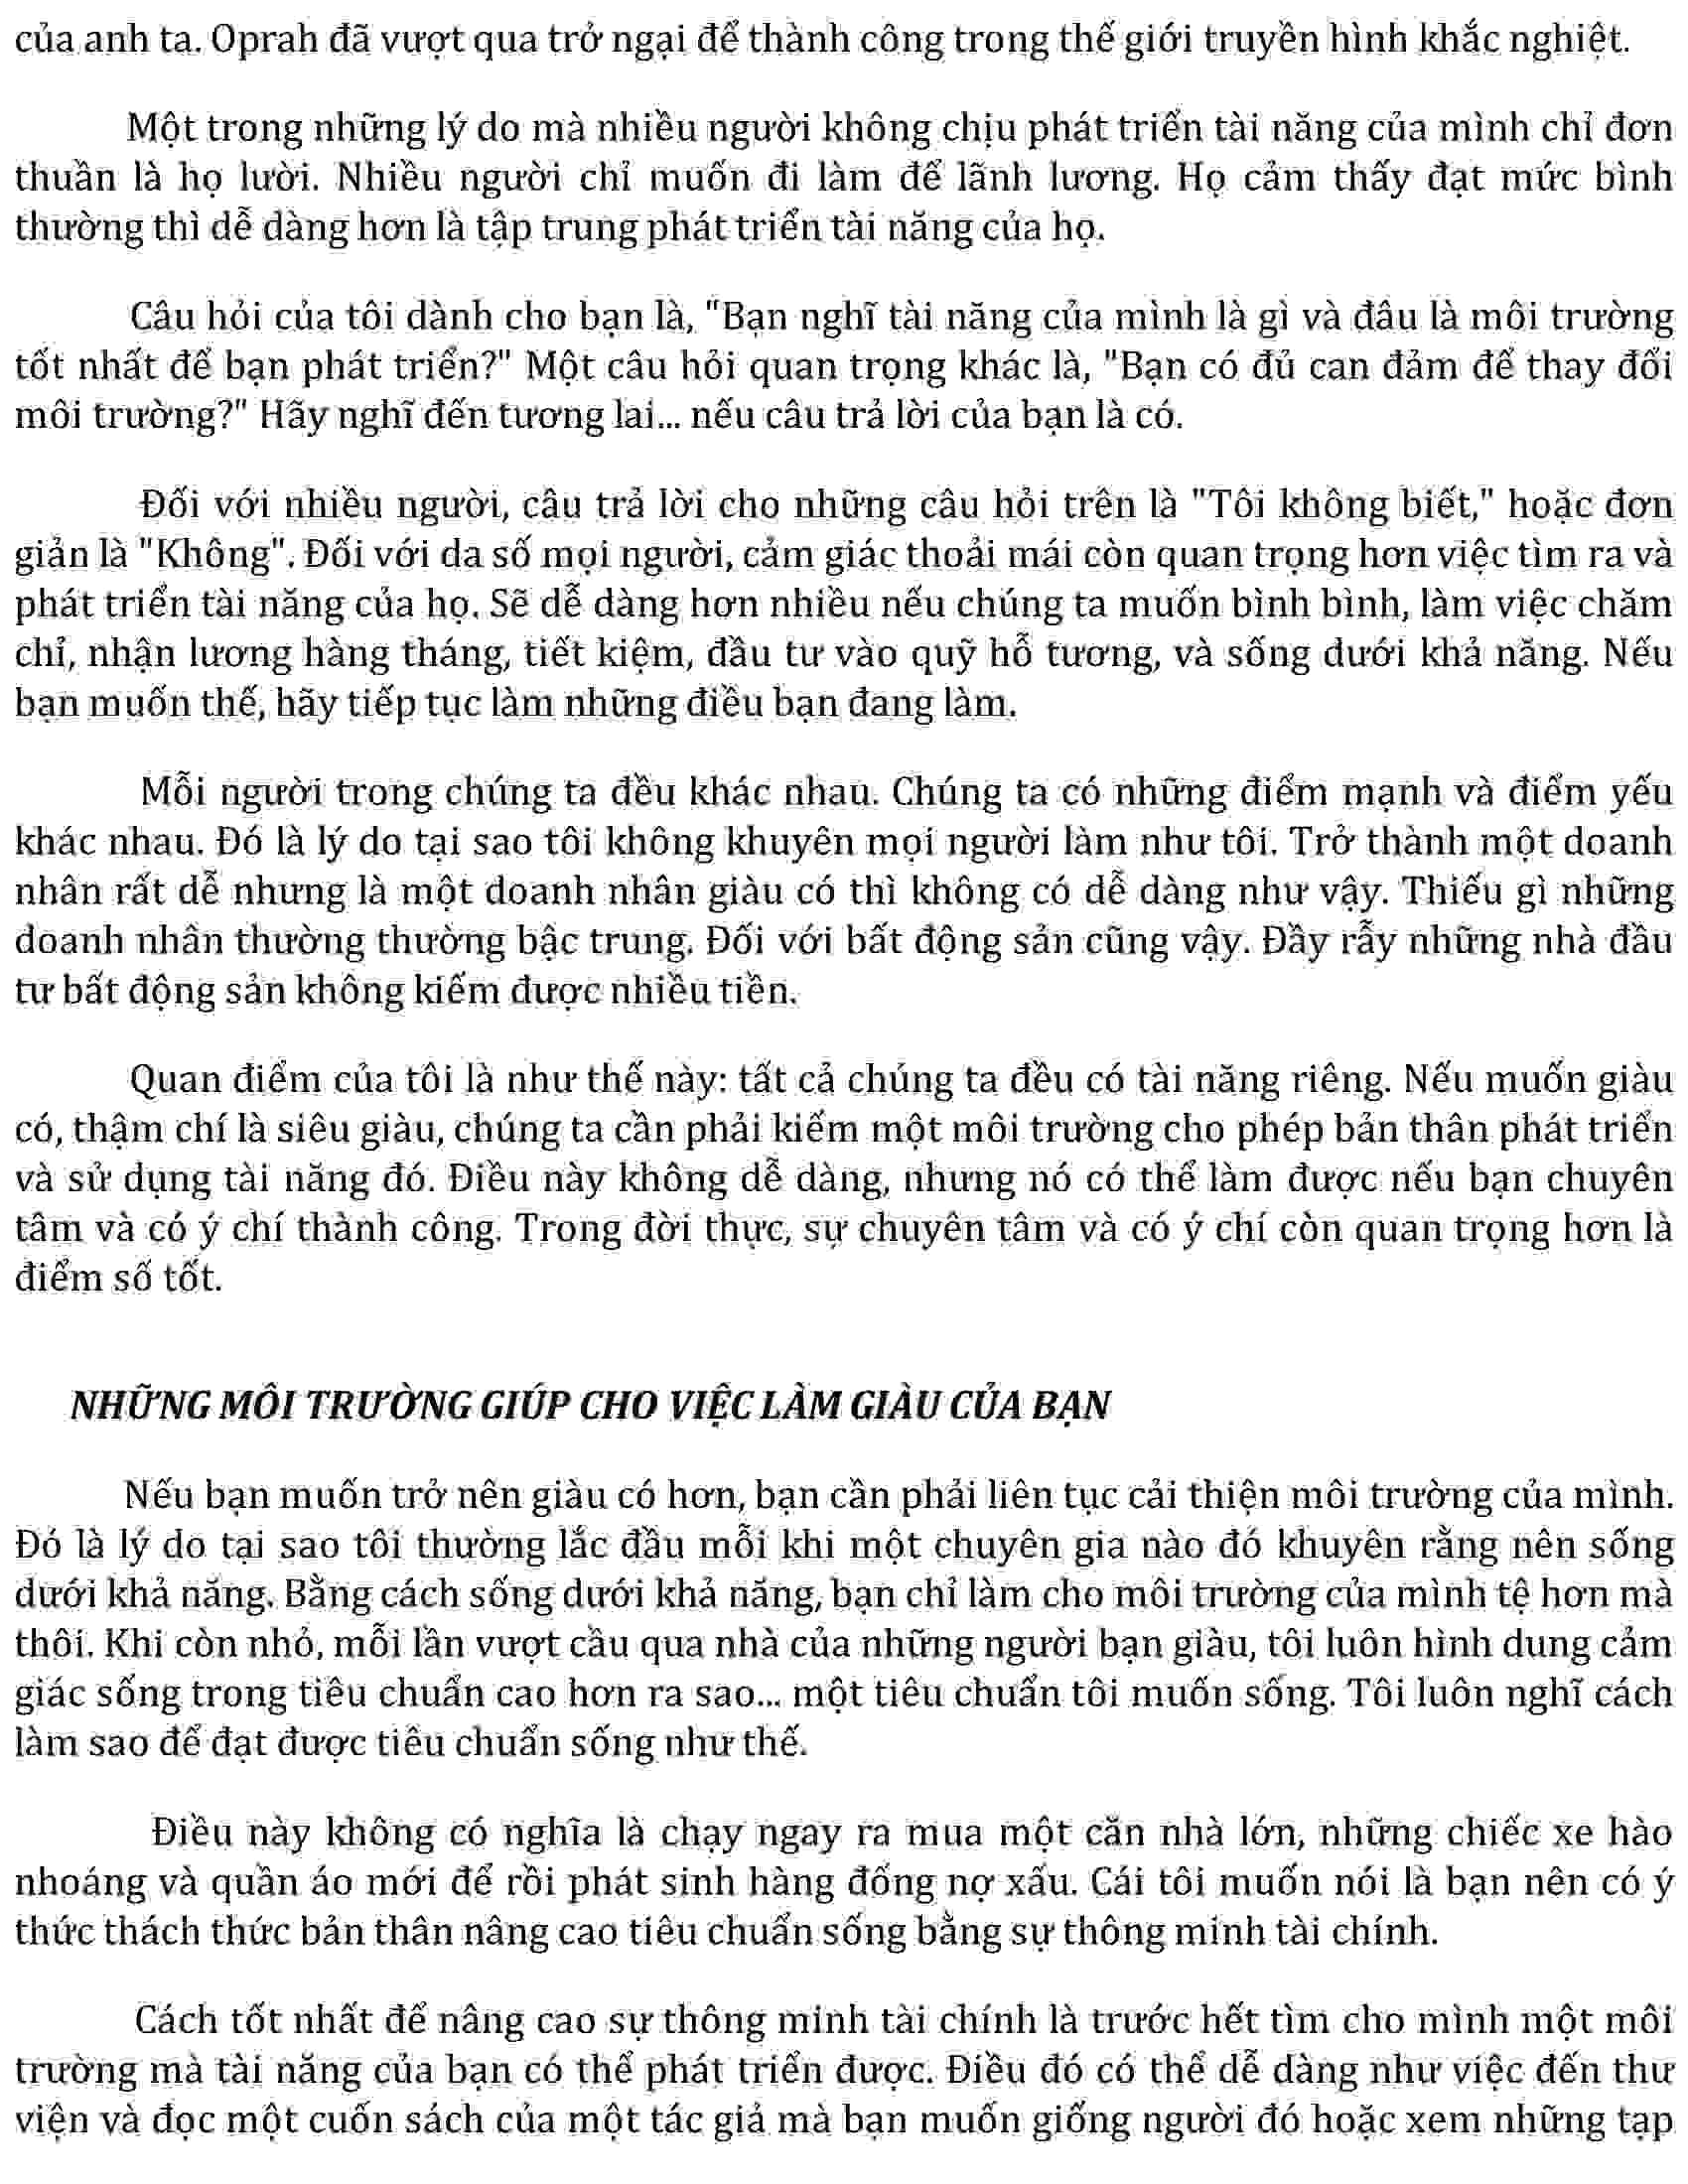 của anh ta. Oprah đã vượt qua trở ngại để thành công trong thế giới truyền hình khắc nghiệt.
Một trong những lý do mà nhiều người không chịu phát triển tài năng của mình chỉ đơn
thuần là họ lười. Nhiều người chỉ muốn đi làm để lãnh lương. Họ cảm thấy đạt mức bình
thường thì dễ dàng hơn là tập trung phát triển tài năng của họ.
Câu hỏi của tôi dành cho bạn là, "Bạn nghĩ tài năng của mình là gì và đâu là môi trường
tốt nhất để bạn phát triển?" Một câu hỏi quan trọng khác là, "Bạn có đủ can đảm để thay đổi
môi trường?" Hãy nghĩ đến tương lai... nếu câu trả lời của bạn là có.
Đối với nhiều người, câu trả lời cho những câu hỏi trên là "Tôi không biết," hoặc đơn
giản là "Không". Đối với da số mọi người, cảm giác thoải mái còn quan trọng hơn việc tìm ra và
phát triển tài năng của họ. Sẽ dễ dàng hơn nhiều nếu chúng ta muốn bình bình, làm việc chăm
chỉ, nhận lương hàng tháng, tiết kiệm, đầu tư vào quỹ hỗ tương, và sống dưới khả năng. Nếu
bạn muốn thế, hãy tiếp tục làm những điều bạn đang làm.
Mỗi người trong chúng ta đều khác nhau. Chúng ta có những điểm mạnh và điểm yếu
khác nhau. Đó là lý do tại sao tôi không khuyên mọi người làm như tôi. Trở thành một doanh
nhân rất dễ nhưng là một doanh nhân giàu có thì không có dễ dàng như vậy. Thiếu gì những
doanh nhân thường thường bậc trung. Đối với bất động sản cũng vậy. Đầy rẫy những nhà đầu
tư bất động sản không kiếm được nhiều tiền.
Quan điểm của tôi là như thế này: tất cả chúng ta đều có tài năng riêng. Nếu muốn giàu
có, thậm chí là siêu giàu, chúng ta cần phải kiếm một môi trường cho phép bản thân phát triển
và sử dụng tài năng đó. Điều này không dễ dàng, nhưng nó có thể làm được nếu bạn chuyên
tâm và có ý chí thành công. Trong đời thực, sự chuyên tâm và có ý chí còn quan trọng hơn là
điểm số tốt.
NHỮNG MÔI TRƯỜNG GIÚP CHO VIỆC LÀM GIÀU CỦA BẠN
Nếu bạn muốn trở nên giàu có hơn, bạn cần phải liên tục cải thiện môi trường của mình.
Đó là lý do tại sao tôi thường lắc đầu mỗi khi một chuyên gia nào đó khuyên rằng nên sống
dưới khả năng. Bằng cách sống dưới khả năng, bạn chỉ làm cho môi trường của mình tệ hơn mà
thôi. Khi còn nhỏ, mỗi lần vượt cầu qua nhà của những người bạn giàu, tôi luôn hình dung cảm
giác sống trong tiêu chuẩn cao hơn ra sao... một tiêu chuẩn tôi muốn sống. Tôi luôn nghĩ cách
làm sao để đạt được tiêu chuẩn sống như thế.
Điều này không có nghĩa là chạy ngay ra mua một căn nhà lớn, những chiếc xe hào
nhoáng và quần áo mới để rồi phát sinh hàng đống nợ xấu. Cái tôi muốn nói là bạn nên có ý
thức thách thức bản thân nâng cao tiêu chuẩn sống bằng sự thông minh tài chính.
Cách tốt nhất để nâng cao sự thông minh tài chính là trước hết tìm cho mình một môi
trường mà tài năng của bạn có thể phát triển được. Điều đó có thể dễ dàng như việc đến thư
viện và đọc một cuốn sách của một tác giả mà bạn muốn giống người đó hoặc xem những tạp